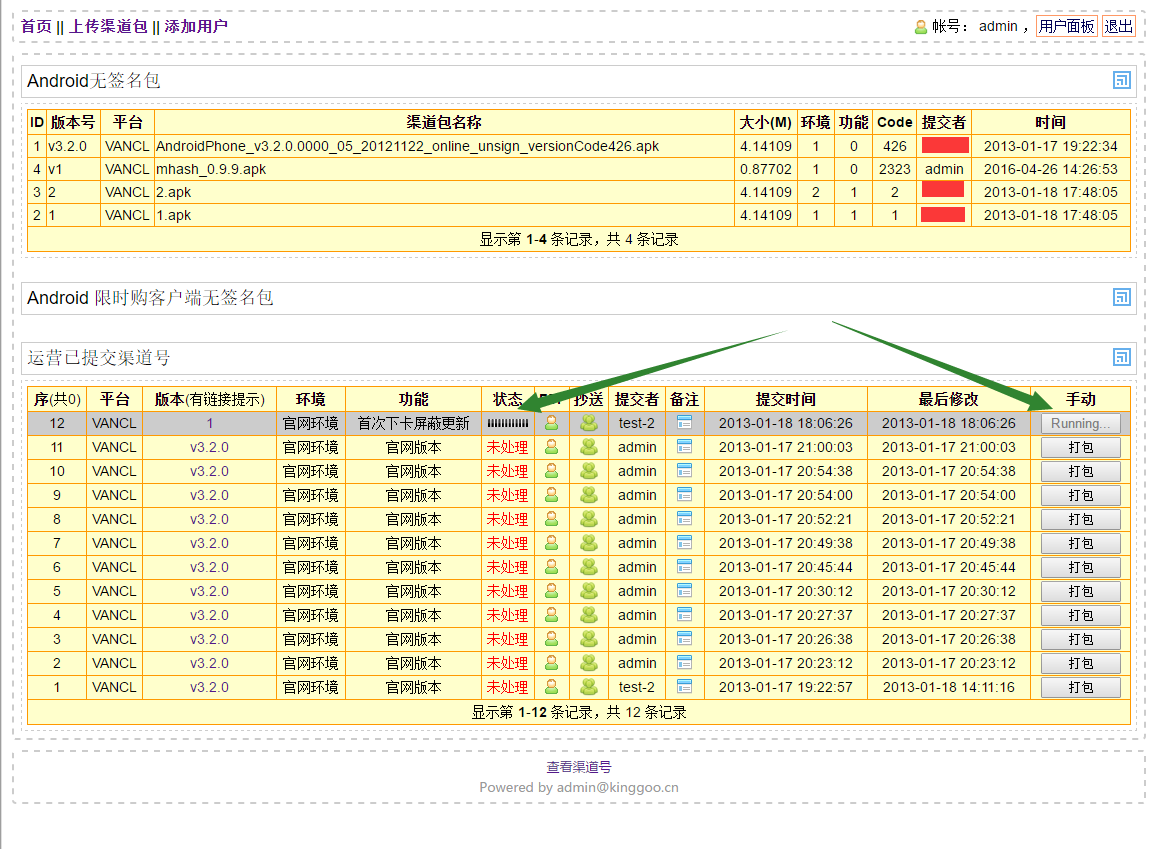 首页 || 上传渠道包 || 添加用户 帐号： admin ， 用户面板 退出
Android无签名包
ID 版本号 平台 渠道包名称 大小(M) 环境 功能 Code 提交者 时间
1 v3.2.0 VANCL AndroidPhone_v3.2.0.0000_05_20121122_online_unsign_versionCode426.apk 4.14109 1 0 426 2013-01-17 19:22:34
4 v1 VANCL mhash_0.9.9.apk 0.87702 1 0 2323 admin 2016-04-26 14:26:53
3 2 VANCL 2.apk 4.14109 2 1 2 2013-01-18 17:48:05
2 1 VANCL 1.apk 4.14109 1 1 1 2013-01-18 17:48:05
显示第 1-4 条记录，共 4 条记录
Android 限时购客户端无签名包
运营已提交渠道号
序(共0) 平台 版本(有链接提示) 环境 功能 状态 抄送 提交者 备注 提交时间 最后修改 手动
12 VANCL 1 官网环境 首次下卡屏蔽更新 test-2 2013-01-18 18:06:26 2013-01-18 18:06:26 Running...
11 VANCL v3.2.0 官网环境 官网版本 未处理 admin 2013-01-17 21:00:03 2013-01-17 21:00:03 打包
10 VANCL v3.2.0 官网环境 官网版本 未处理 admin 2013-01-17 20:54:38 2013-01-17 20:54:38 打包
9 VANCL v3.2.0 官网环境 官网版本 未处理 admin 2013-01-17 20:54:00 2013-01-17 20:54:00 打包
8 VANCL v3.2.0 官网环境 官网版本 未处理 admin 2013-01-17 20:52:21 2013-01-17 20:52:21 打包
7 VANCL v3.2.0 官网环境 官网版本 未处理 admin 2013-01-17 20:49:38 2013-01-17 20:49:38 打包
6 VANCL v3.2.0 官网环境 官网版本 未处理 admin 2013-01-17 20:45:44 2013-01-17 20:45:44 打包
5 VANCL v3.2.0 官网环境 官网版本 未处理 admin 2013-01-17 20:30:12 2013-01-17 20:30:12 打包
4 VANCL v3.2.0 官网环境 官网版本 未处理 admin 2013-01-17 20:27:37 2013-01-17 20:27:37 打包
3 VANCL v3.2.0 官网环境 官网版本 未处理 admin 2013-01-17 20:26:38 2013-01-17 20:26:38 打包
2 VANCL v3.2.0 官网环境 官网版本 未处理 admin 2013-01-17 20:23:12 2013-01-17 20:23:12 打包
1 VANCL v3.2.0 官网环境 官网版本 未处理 test-2 2013-01-17 19:22:57 2013-01-18 14:11:16 打包
显示第 1-12 条记录，共 12 条记录
查看渠道号
Powered by admin@kinggoo.cn